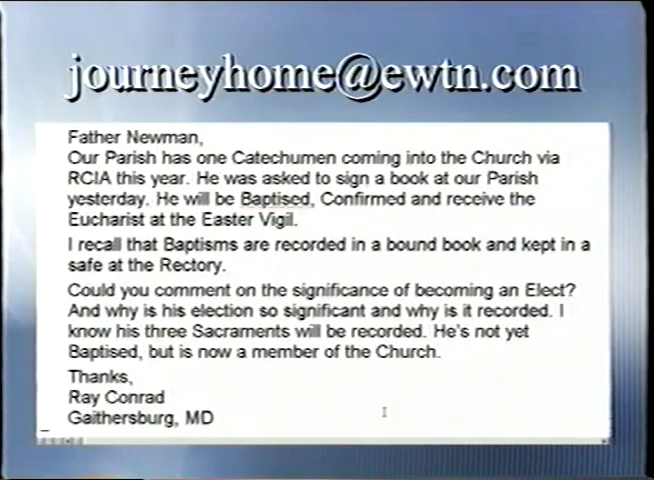 journeyhome@ewtn.com
Father Newman,
Our Parish has one Catechumen coming into the Church via
RCIA this year. He was asked to sign a book at our Parish
yesterday. He will be Baptised, Confirmed and receive the
Eucharist at the Easter Vigil.
I recall that Baptisms are recorded in a bound book and kept in a
safe at the Rectory.
Could you comment on the significance of becoming an Elect?
And why is his election so significant and why is it recorded. I
know his three Sacraments will be recorded. He's not yet
Baptised, but is now a member of the Church.
Thanks,
Ray Conrad
Gaithersburg, MD